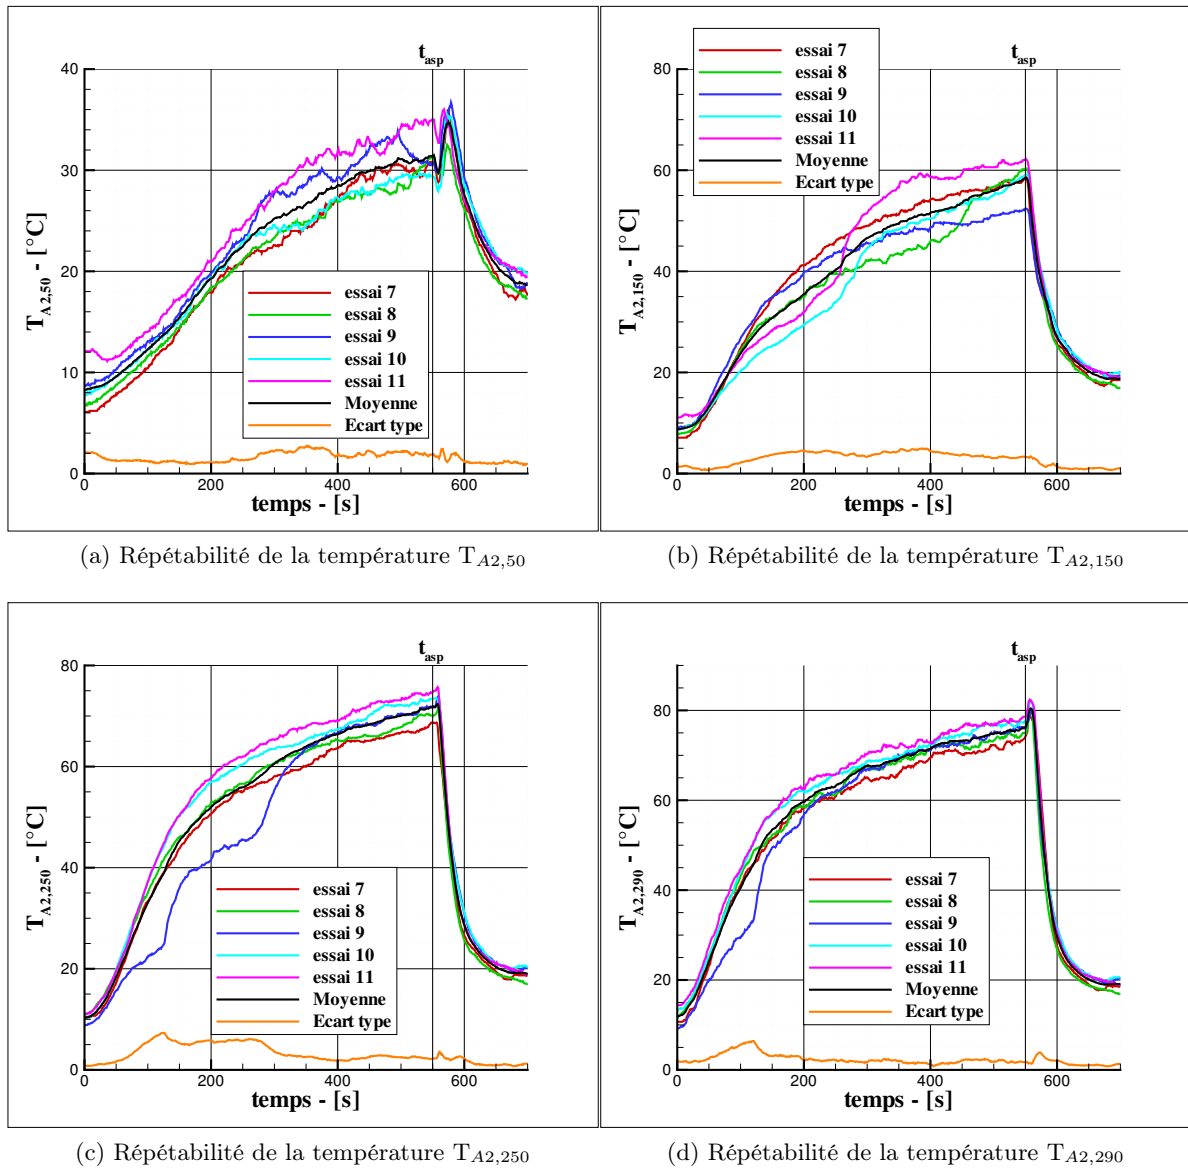 t_asp
40
30
20
10
0
T_A2,50 - [°C]
0
200
400
600
temps - [s]
essai 7
essai 8
essai 9
essai 10
essai 11
Moyenne
Ecart type
(a) Répétabilité de la température T_A2,50
t_asp
80
60
40
20
0
T_A2,150 - [°C]
0
200
400
600
temps - [s]
essai 7
essai 8
essai 9
essai 10
essai 11
Moyenne
Ecart type
(b) Répétabilité de la température T_A2,150
t_asp
80
60
40
20
0
T_A2,250 - [°C]
0
200
400
600
temps - [s]
essai 7
essai 8
essai 9
essai 10
essai 11
Moyenne
Ecart type
(c) Répétabilité de la température T_A2,250
t_asp
80
60
40
20
0
T_A2,290 - [°C]
0
200
400
600
temps - [s]
essai 7
essai 8
essai 9
essai 10
essai 11
Moyenne
Ecart type
(d) Répétabilité de la température T_A2,290